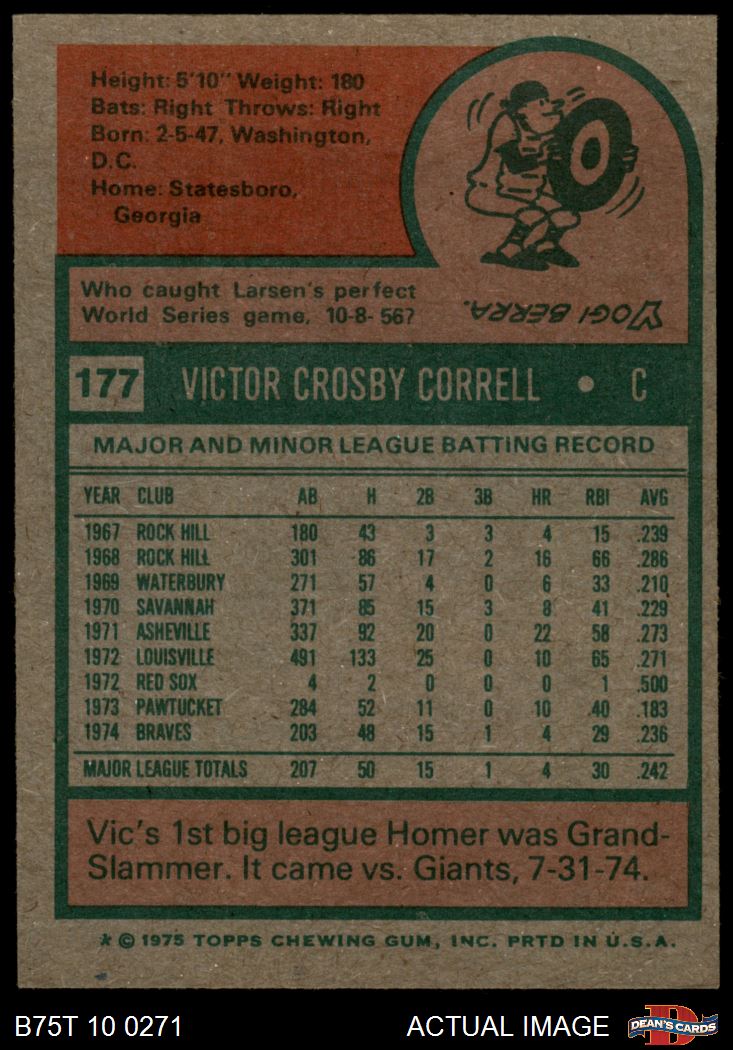 Height: 5'10" Weight: 180
Bats: Right Throws: Right
Born: 2-5-47, Washington,
D.C.
Home: Statesboro,
Georgia
0
Who caught Larsen's perfect
World Series game, 10-8-56?
YOGI BERRA.
177 VICTOR CROSBY CORRELL • C
MAJOR AND MINOR LEAGUE BATTING RECORD
YEAR CLUB AB H 2B 3B HR RBI AVG
1967 ROCK HILL 180 43 3 3 4 15 .239
1968 ROCK HILL 301 86 17 2 16 66 .286
1969 WATERBURY 271 57 4 0 6 33 .210
1970 SAVANNAH 371 85 15 3 8 41 .229
1971 ASHEVILLE 337 92 20 0 22 58 .273
1972 LOUISVILLE 491 133 25 0 10 65 .271
1972 RED SOX 4 2 0 0 0 1 .500
1973 PAWTUCKET 284 52 11 0 10 40 .183
1974 BRAVES 203 48 15 1 4 29 .236
MAJOR LEAGUE TOTALS 207 50 15 1 4 30 .242
Vic's 1st big league Homer was Grand-
Slammer. It came vs. Giants, 7-31-74.
* © 1975 TOPPS CHEWING GUM, INC. PRTD IN U.S.A.
B75T 10 0271 ACTUAL IMAGE D DEAN'S CARDS